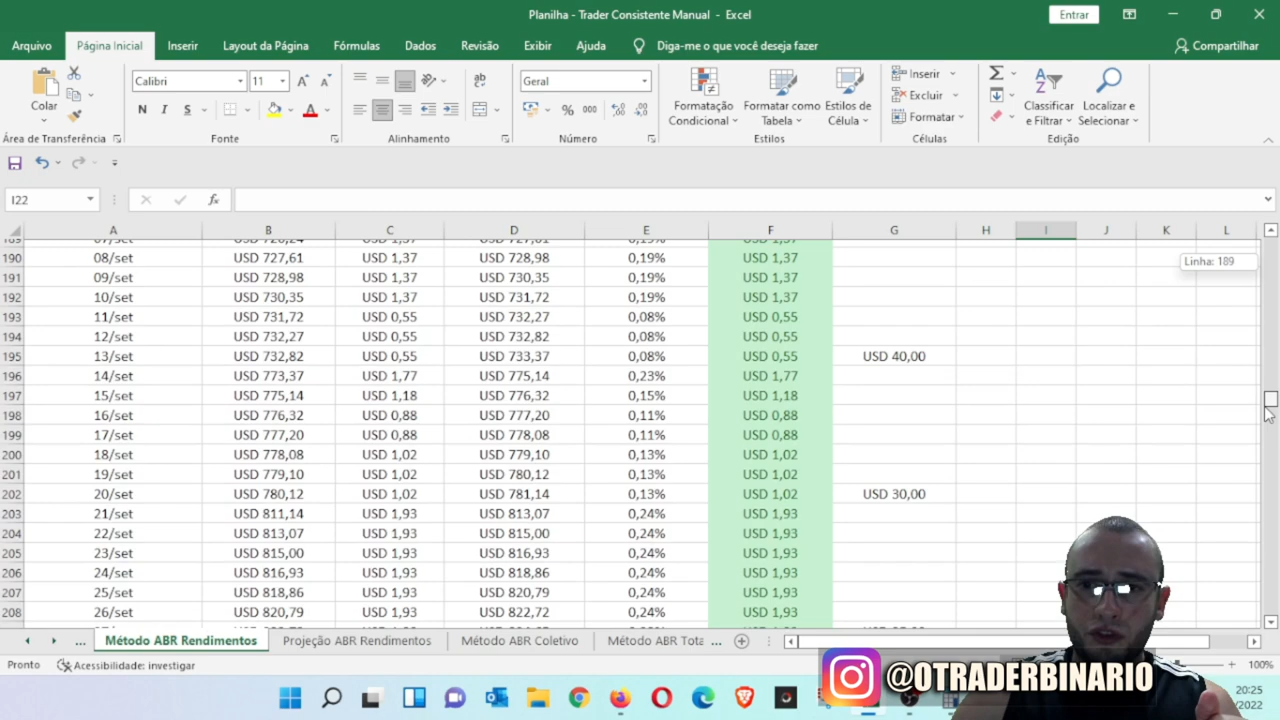 Planilha - Trader Consistente Manual - Excel
Entrar
Arquivo Página Inicial Inserir Layout da Página Fórmulas Dados Revisão Exibir Ajuda Diga-me o que você deseja fazer Compartilhar
Colar
Área de Transferência
Calibri 11
N I S
Fonte
ab
Alinhamento
Geral
% 000
Número
Formatação Condicional
Formatar como Tabela
Estilos de Célula
Estilos
Inserir
Excluir
Formatar
Células
Classificar e Filtrar
Localizar e Selecionar
Edição
I22 fx
A B C D E F G H I J K L
190 08/set USD 727,61 USD 1,37 USD 728,98 0,19% USD 1,37
Linha: 189
191 09/set USD 728,98 USD 1,37 USD 730,35 0,19% USD 1,37
192 10/set USD 730,35 USD 1,37 USD 731,72 0,19% USD 1,37
193 11/set USD 731,72 USD 0,55 USD 732,27 0,08% USD 0,55
194 12/set USD 732,27 USD 0,55 USD 732,82 0,08% USD 0,55
195 13/set USD 732,82 USD 0,55 USD 733,37 0,08% USD 0,55 USD 40,00
196 14/set USD 773,37 USD 1,77 USD 775,14 0,23% USD 1,77
197 15/set USD 775,14 USD 1,18 USD 776,32 0,15% USD 1,18
198 16/set USD 776,32 USD 0,88 USD 777,20 0,11% USD 0,88
199 17/set USD 777,20 USD 0,88 USD 778,08 0,11% USD 0,88
200 18/set USD 778,08 USD 1,02 USD 779,10 0,13% USD 1,02
201 19/set USD 779,10 USD 1,02 USD 780,12 0,13% USD 1,02
202 20/set USD 780,12 USD 1,02 USD 781,14 0,13% USD 1,02 USD 30,00
203 21/set USD 811,14 USD 1,93 USD 813,07 0,24% USD 1,93
204 22/set USD 813,07 USD 1,93 USD 815,00 0,24% USD 1,93
205 23/set USD 815,00 USD 1,93 USD 816,93 0,24% USD 1,93
206 24/set USD 816,93 USD 1,93 USD 818,86 0,24% USD 1,93
207 25/set USD 818,86 USD 1,93 USD 820,79 0,24% USD 1,93
208 26/set USD 820,79 USD 1,93 USD 822,72 0,24% USD 1,93
... Método ABR Rendimentos Projeção ABR Rendimentos Método ABR Coletivo Método ABR Tota ...
Pronto Acessibilidade: investigar 100%
@OTRADERBINARIO
20:25
/2022